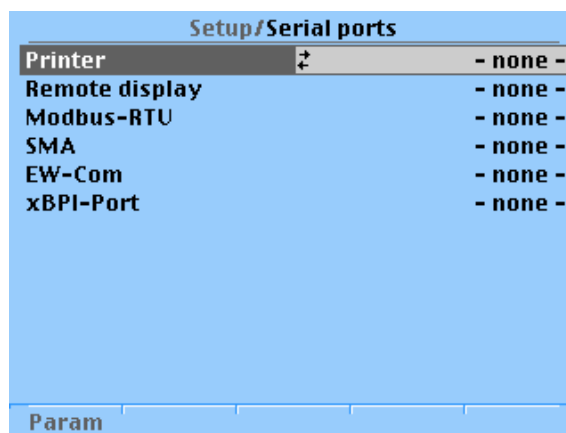 Setup/Serial ports
Printer - none -
Remote display - none -
Modbus-RTU - none -
SMA - none -
EW-Com - none -
xBPI-Port - none -
Param